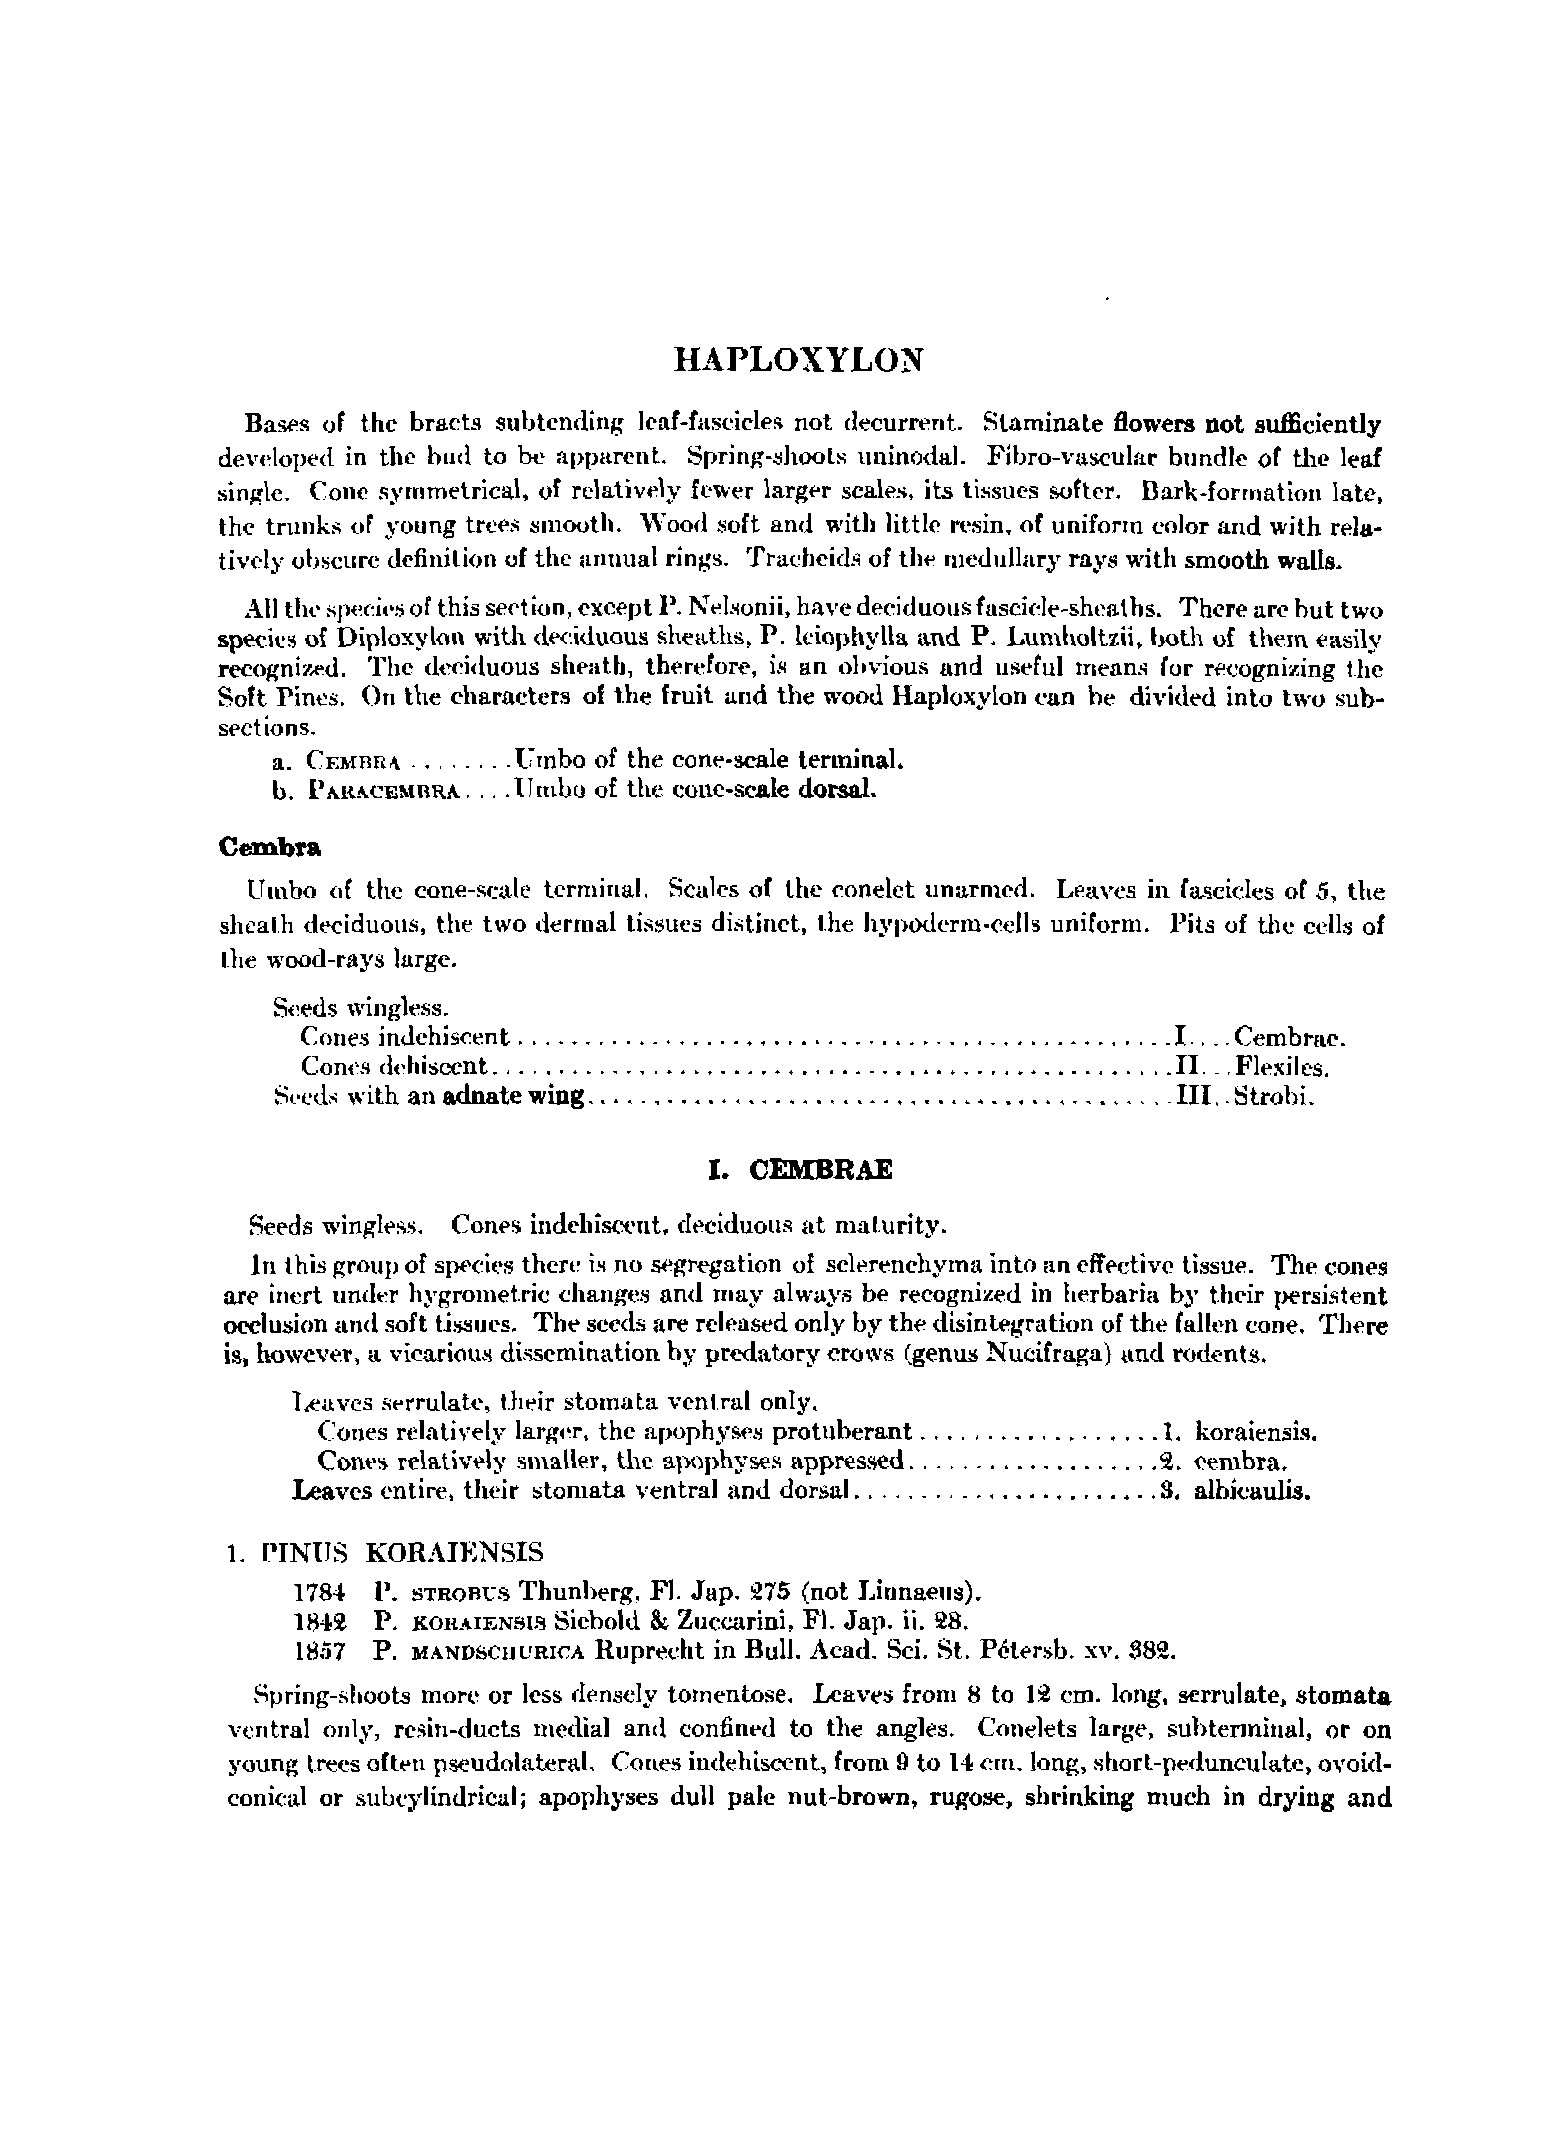 HAPLOXYLON
Bases of the bracts subtending leaf-fascicles not decurrent. Staminate flowers not sufficiently
developed in the bud to be apparent. Spring-shoots uninodal. Fibro-vascular bundle of the leaf
single. Cone symmetrical, of relatively fewer larger scales, its tissues softer. Bark-formation late,
the trunks of young trees smooth. Wood soft and with little resin, of uniform color and with rela-
tively obscure definition of the annual rings. Tracheids of the medullary rays with smooth walls.
All the species of this section, except P. Nelsonii, have deciduous fascicle-sheaths. There are but two
species of Diploxylon with deciduous sheaths, P. leiophylla and P. Lumholtzii, both of them easily
recognized. The deciduous sheath, therefore, is an obvious and useful means for recognizing the
Soft Pines. On the characters of the fruit and the wood Haploxylon can be divided into two sub-
sections.
a. CEMBRA ........Umbo of the cone-scale terminal.
b. PARACEMBRA....Umbo of the cone-scale dorsal.
Cembra
Umbo of the cone-scale terminal. Scales of the conelet unarmed. Leaves in fascicles of 5, the
sheath deciduous, the two dermal tissues distinct, the hypoderm-cells uniform. Pits of the cells of
the wood-rays large.
Seeds wingless.
Cones indehiscent................................................I....Cembrae.
Cones dehiscent..................................................II...Flexiles.
Seeds with an adnate wing...........................................III..Strobi.
I. CEMBRAE
Seeds wingless. Cones indehiscent, deciduous at maturity.
In this group of species there is no segregation of sclerenchyma into an effective tissue. The cones
are inert under hygrometric changes and may always be recognized in herbaria by their persistent
occlusion and soft tissues. The seeds are released only by the disintegration of the fallen cone. There
is, however, a vicarious dissemination by predatory crows (genus Nucifraga) and rodents.
Leaves serrulate, their stomata ventral only.
Cones relatively larger, the apophyses protuberant ..................1. koraiensis.
Cones relatively smaller, the apophyses appressed...................2. cembra.
Leaves entire, their stomata ventral and dorsal.......................3. albicaulis.
1. PINUS KORAIENSIS
1784 P. STROBUS Thunberg, Fl. Jap. 275 (not Linnaeus).
1842 P. KORAIENSIS Siebold & Zuccarini, Fl. Jap. ii. 28.
1857 P. MANDSCHURICA Ruprecht in Bull. Acad. Sci. St. Pétersb. xv. 382.
Spring-shoots more or less densely tomentose. Leaves from 8 to 12 cm. long, serrulate, stomata
ventral only, resin-ducts medial and confined to the angles. Conelets large, subterminal, or on
young trees often pseudolateral. Cones indehiscent, from 9 to 14 cm. long, short-pedunculate, ovoid-
conical or subcylindrical; apophyses dull pale nut-brown, rugose, shrinking much in drying and